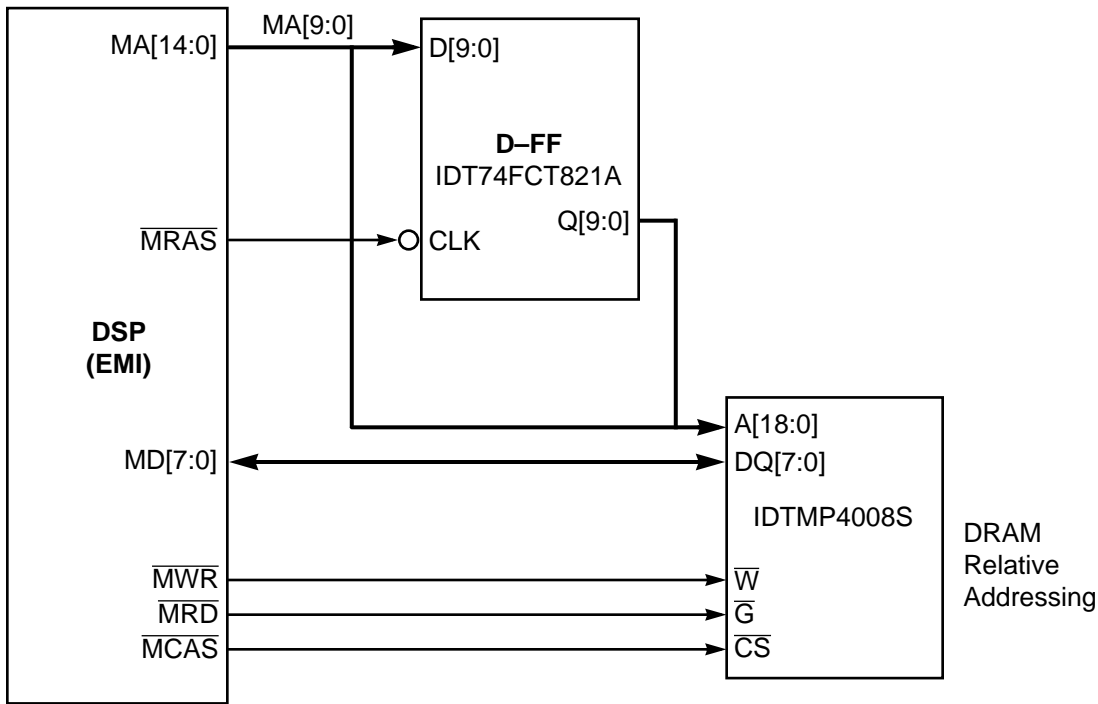 MA[14:0]
MA[9:0]
D[9:0]
D–FF
IDT74FCT821A
Q[9:0]
MRAS
CLK
DSP
(EMI)
A[18:0]
MD[7:0]
DQ[7:0]
IDTMP4008S
DRAM
Relative
Addressing
MWR
W
MRD
G
MCAS
CS